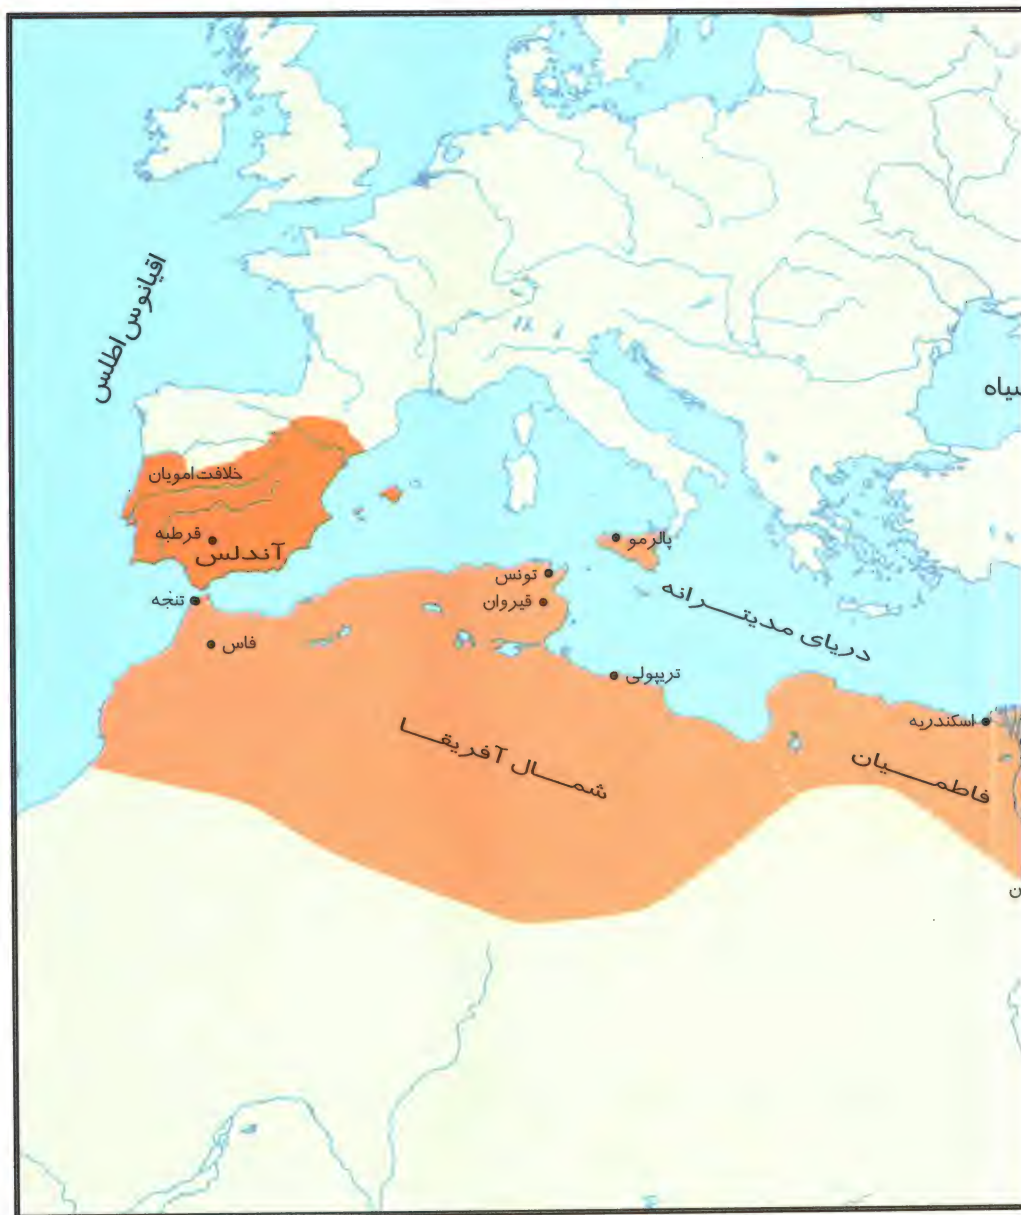 اقیانوس اطلس
سیاه
خلافت امویان
قرطبه
آندلس
پالرمو
تونس
تنجه
قیروان
دریای مدیترانه
فاس
تریپولی
اسکندریه
شمال آفریقا
فاطمیان
ن